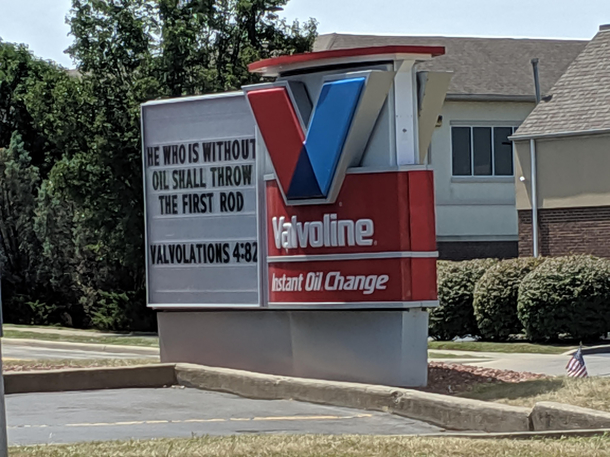 HE WHO IS WITHOUT
OIL SHALL THROW
THE FIRST ROD
VALVOLATIONS 4:82
Valvoline
Instant Oil Change